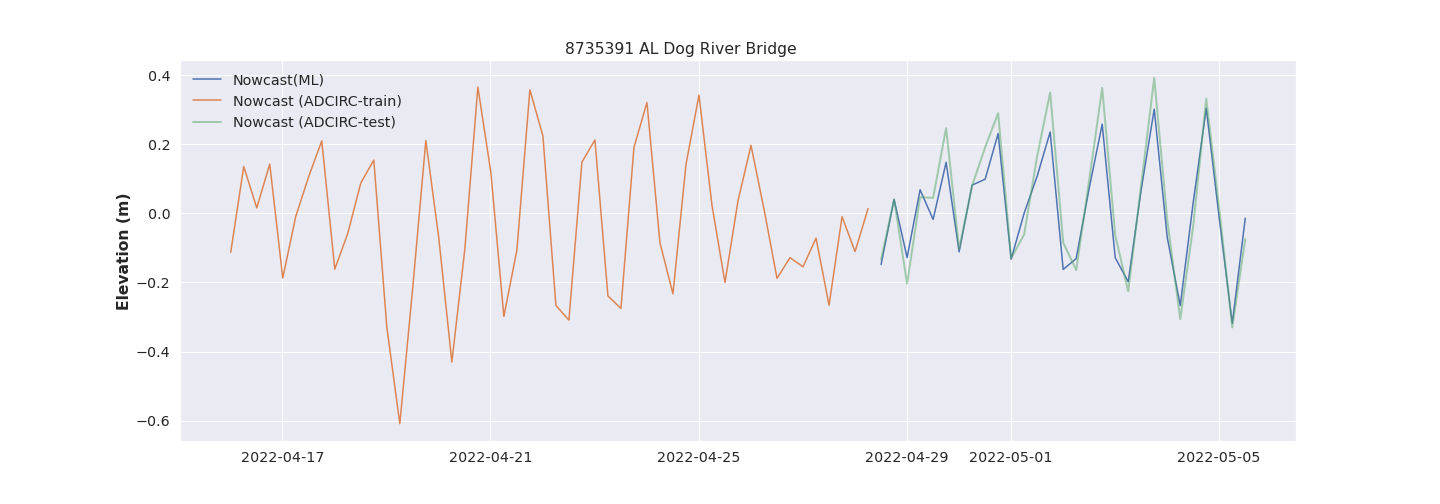 8735391 AL Dog River Bridge
Nowcast(ML)
Nowcast (ADCIRC-train)
Nowcast (ADCIRC-test)
Elevation (m)
0.4
0.2
0.0
−0.2
−0.4
−0.6
2022-04-17 2022-04-21 2022-04-25 2022-04-29 2022-05-01 2022-05-05